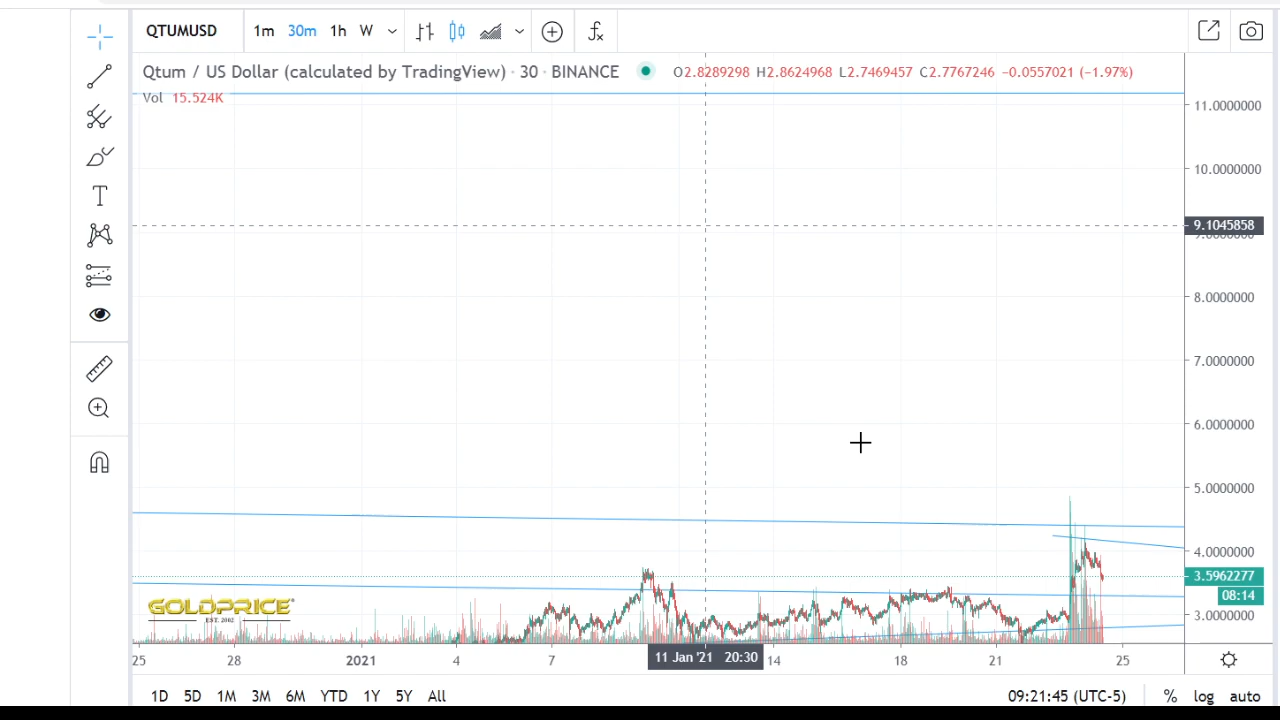 QTUMUSD 1m 30m 1h W
Qtum / US Dollar (calculated by TradingView) · 30 · BINANCE O2.8289298 H2.8624968 L2.7469457 C2.7767246 −0.0557021 (−1.97%)
Vol 15.524K
11.0000000
10.0000000
9.1045858
9.0000000
8.0000000
7.0000000
6.0000000
5.0000000
4.0000000
3.5962277
08:14
3.0000000
GOLDPRICE®
EST. 2002
25 28 2021 4 7 11 Jan '21 20:30 14 18 21 25
1D 5D 1M 3M 6M YTD 1Y 5Y All 09:21:45 (UTC-5) % log auto